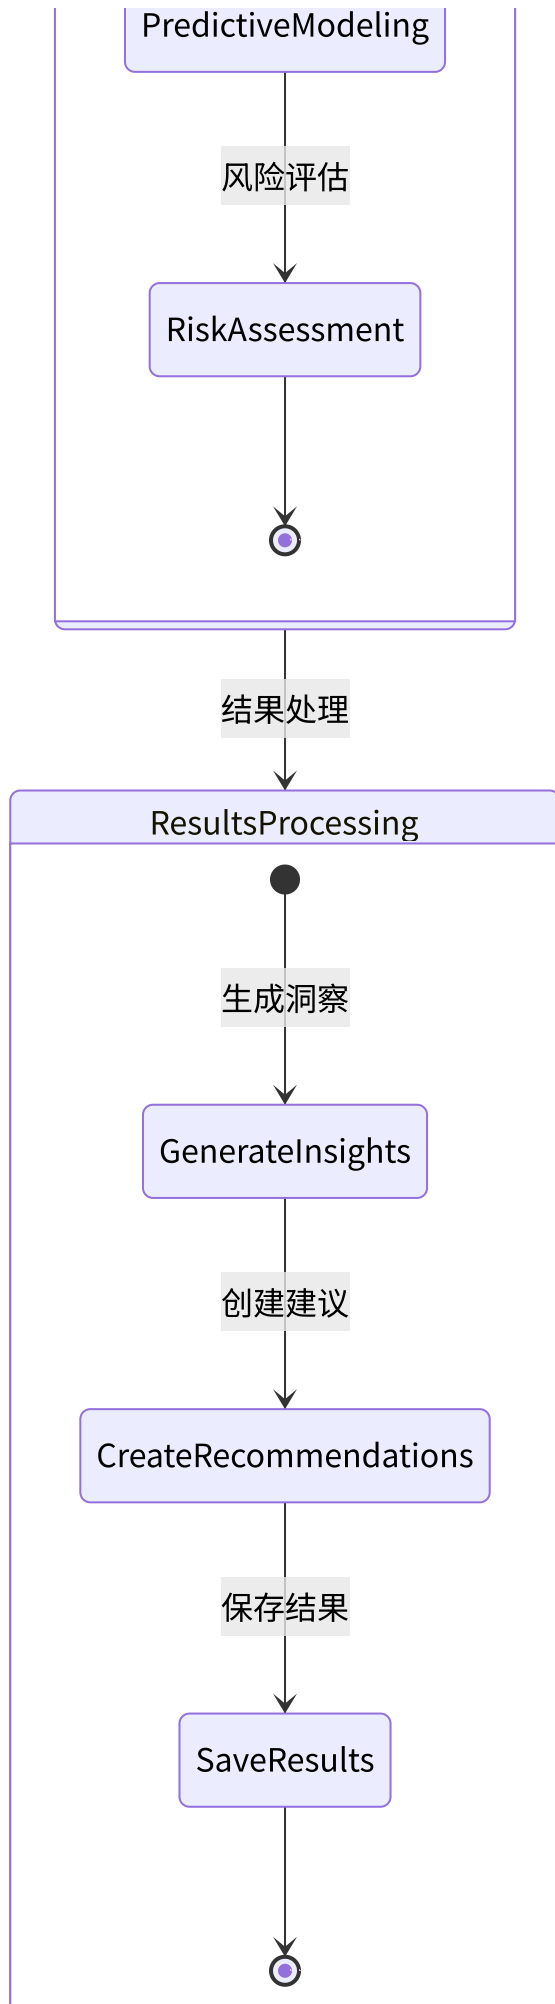 PredictiveModeling
风险评估
RiskAssessment
结果处理
ResultsProcessing
生成洞察
GenerateInsights
创建建议
CreateRecommendations
保存结果
SaveResults